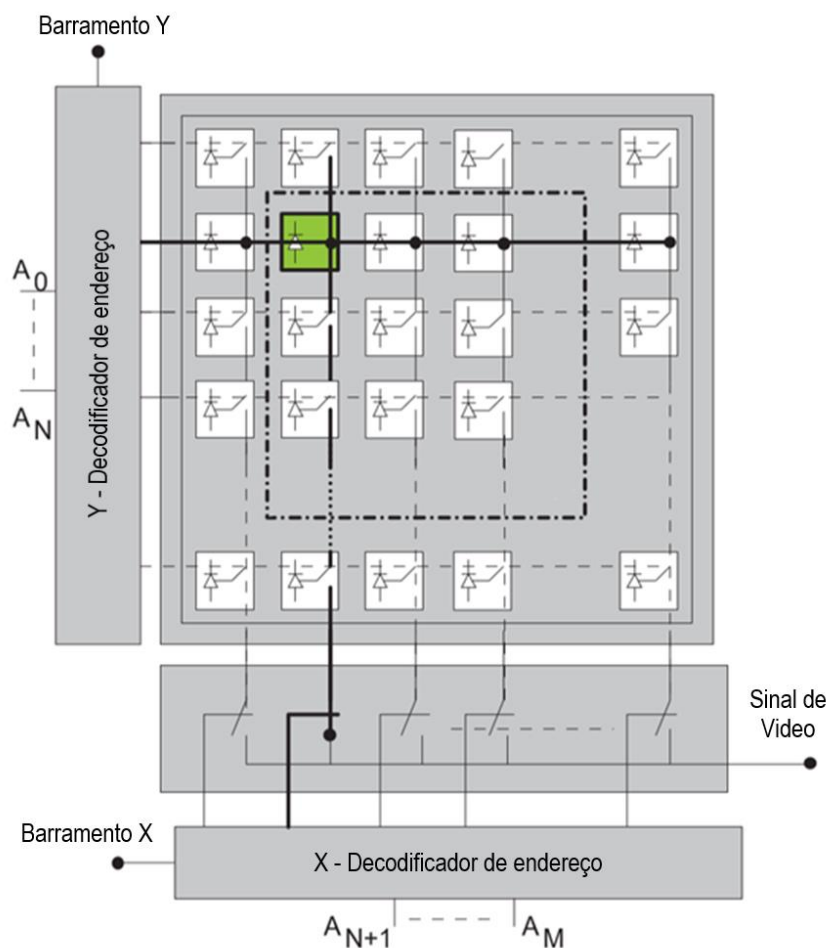 Barramento Y
Y - Decodificador de endereço
A0
AN
Sinal de
Video
Barramento X
X - Decodificador de endereço
AN+1
AM